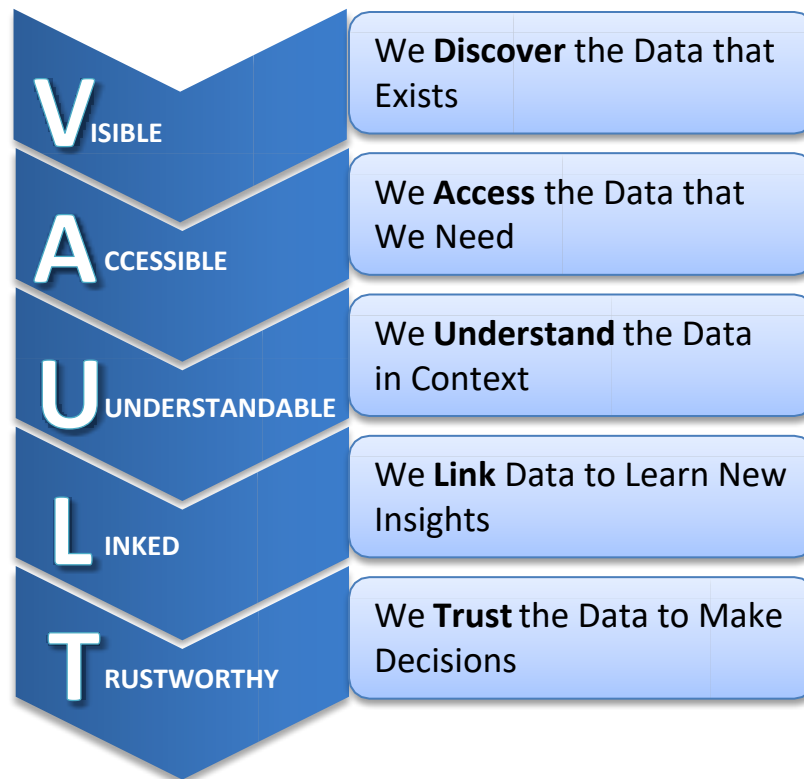 VISIBLE
We Discover the Data that
Exists
ACCESSIBLE
We Access the Data that
We Need
UUNDERSTANDABLE
We Understand the Data
in Context
LINKED
We Link Data to Learn New
Insights
TRUSTWORTHY
We Trust the Data to Make
Decisions